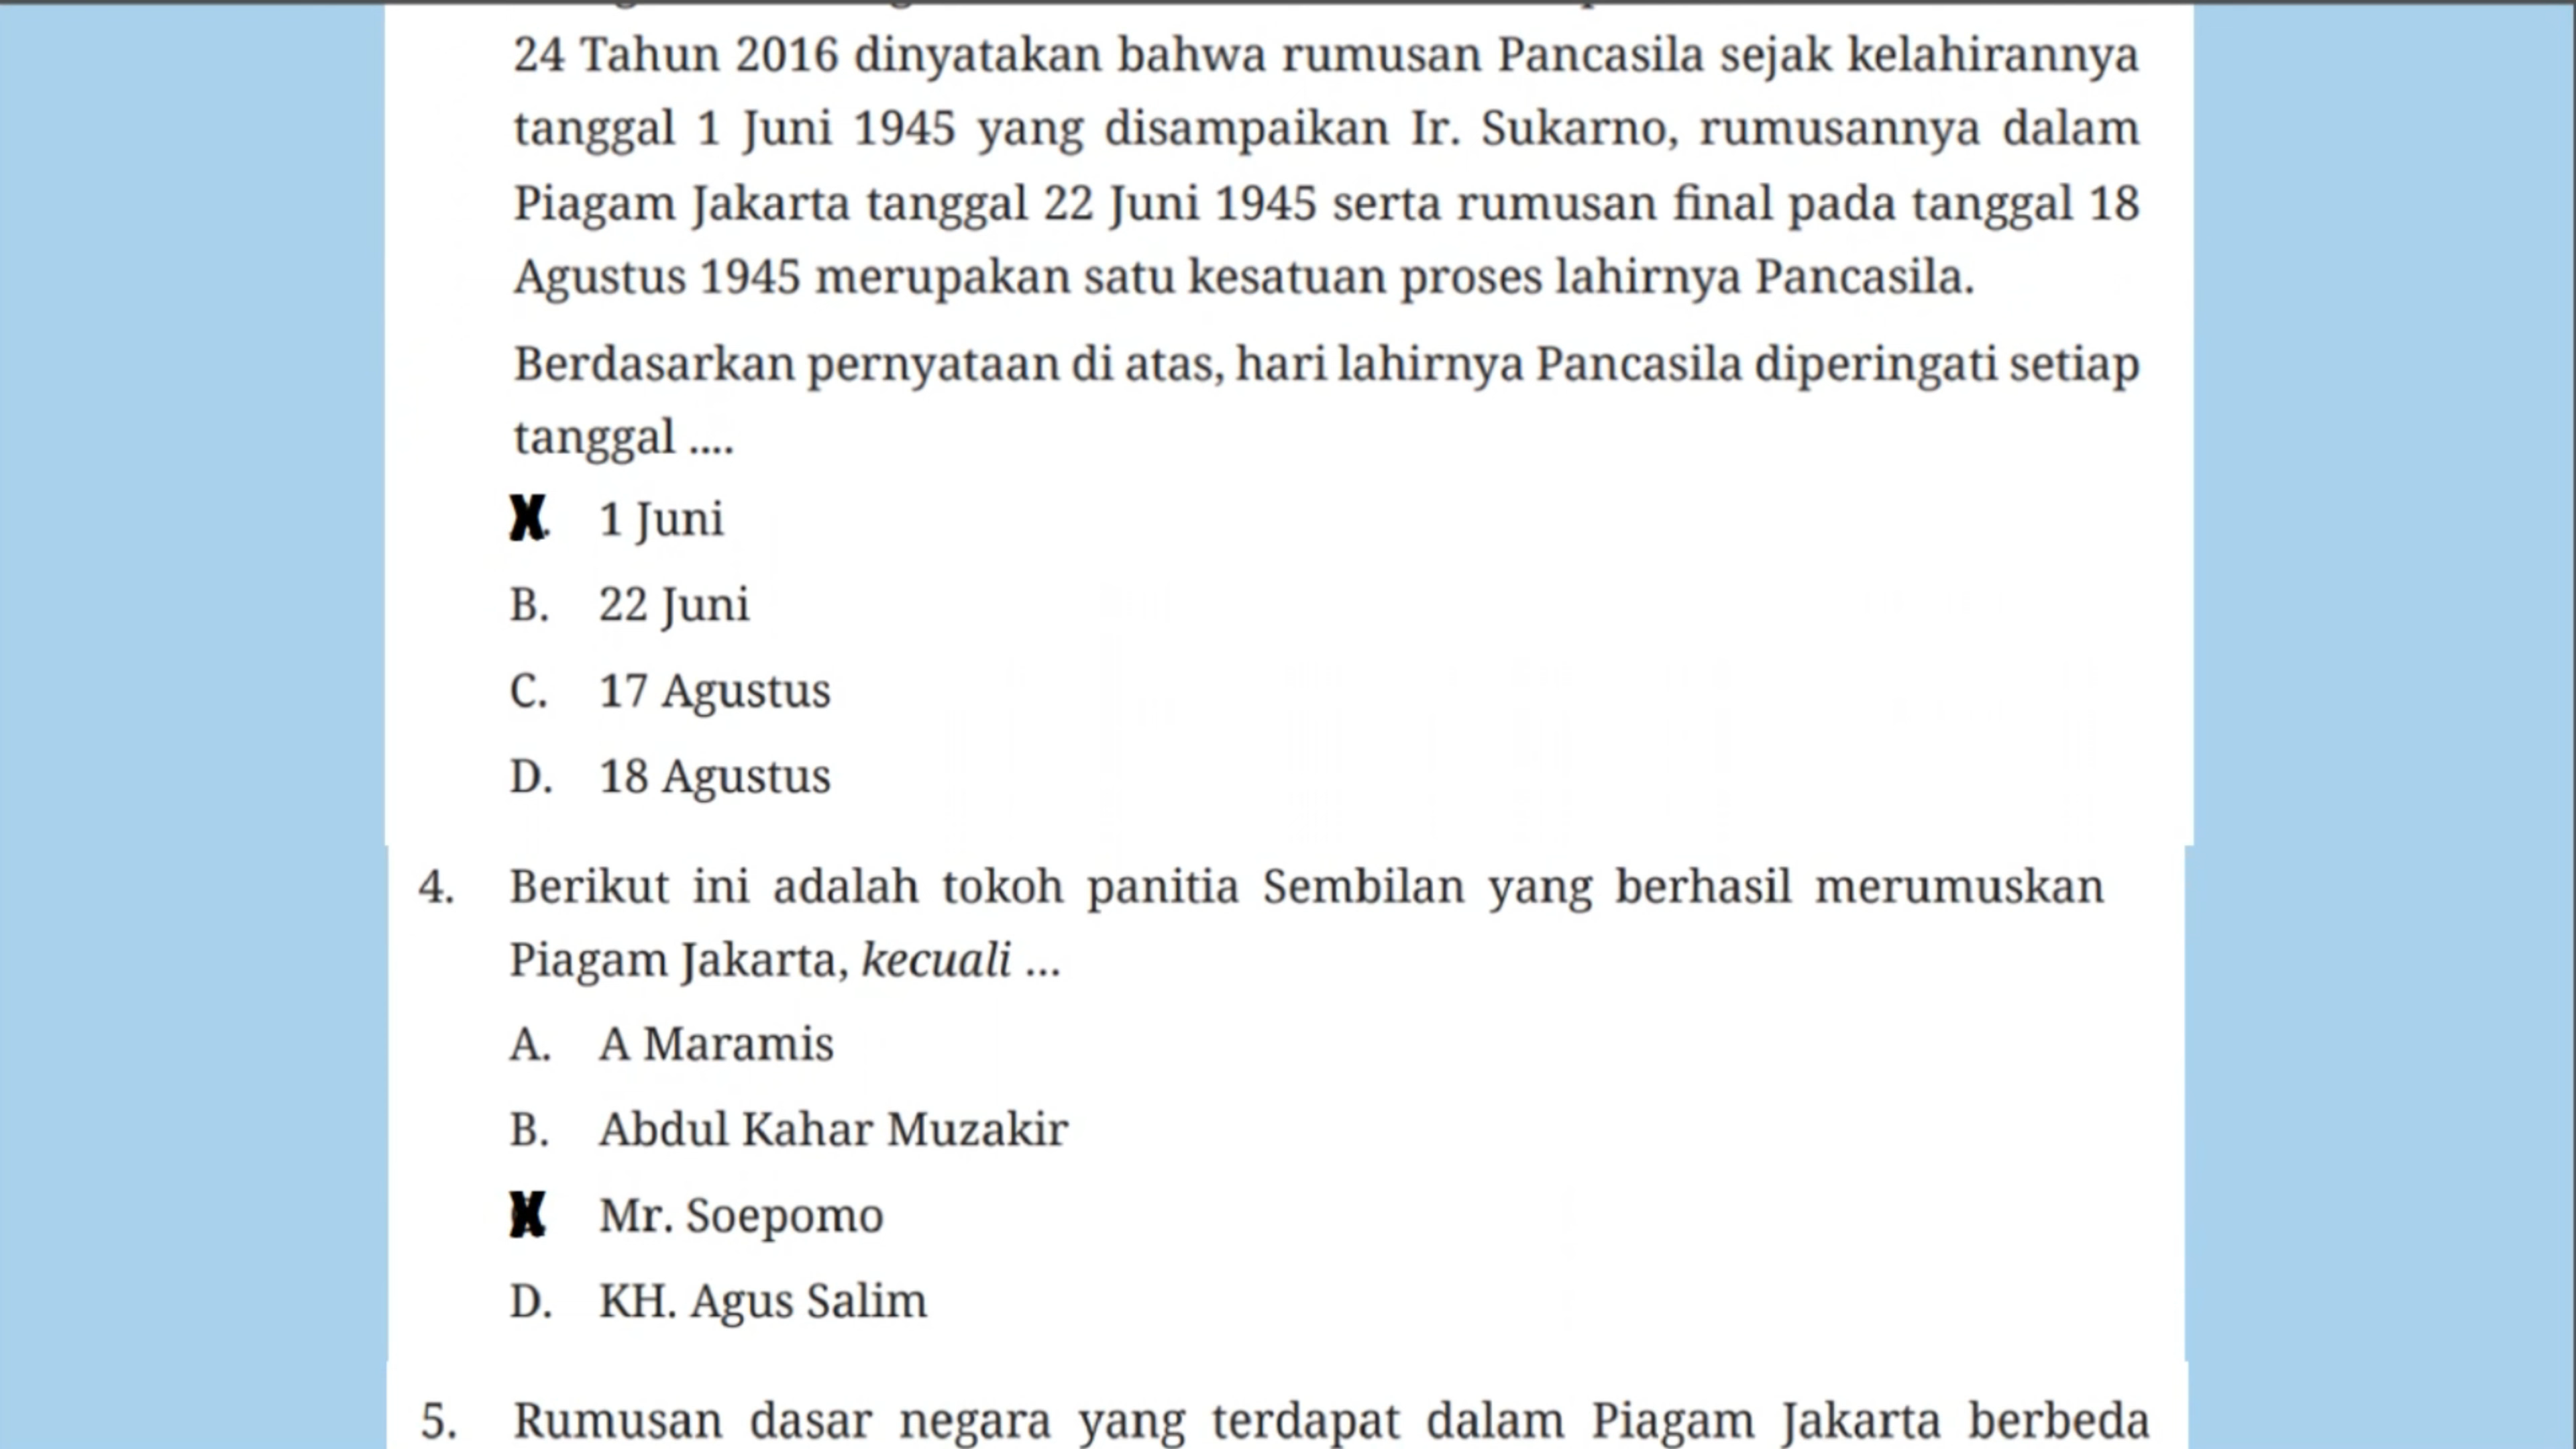 24 Tahun 2016 dinyatakan bahwa rumusan Pancasila sejak kelahirannya
tanggal 1 Juni 1945 yang disampaikan Ir. Sukarno, rumusannya dalam
Piagam Jakarta tanggal 22 Juni 1945 serta rumusan final pada tanggal 18
Agustus 1945 merupakan satu kesatuan proses lahirnya Pancasila.
Berdasarkan pernyataan di atas, hari lahirnya Pancasila diperingati setiap
tanggal ....
X. 1 Juni
B. 22 Juni
C. 17 Agustus
D. 18 Agustus
4. Berikut ini adalah tokoh panitia Sembilan yang berhasil merumuskan
Piagam Jakarta, kecuali ...
A. A Maramis
B. Abdul Kahar Muzakir
X Mr. Soepomo
D. KH. Agus Salim
5. Rumusan dasar negara yang terdapat dalam Piagam Jakarta berbeda